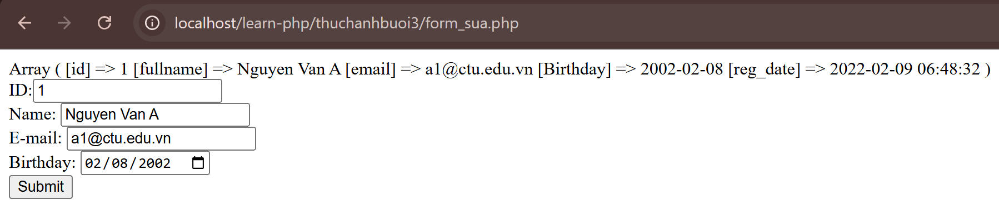 localhost/learn-php/thuchanhbuoi3/form_sua.php
Array ( [id] => 1 [fullname] => Nguyen Van A [email] => a1@ctu.edu.vn [Birthday] => 2002-02-08 [reg_date] => 2022-02-09 06:48:32 )
ID: 1
Name: Nguyen Van A
E-mail: a1@ctu.edu.vn
Birthday: 02/08/2002
Submit